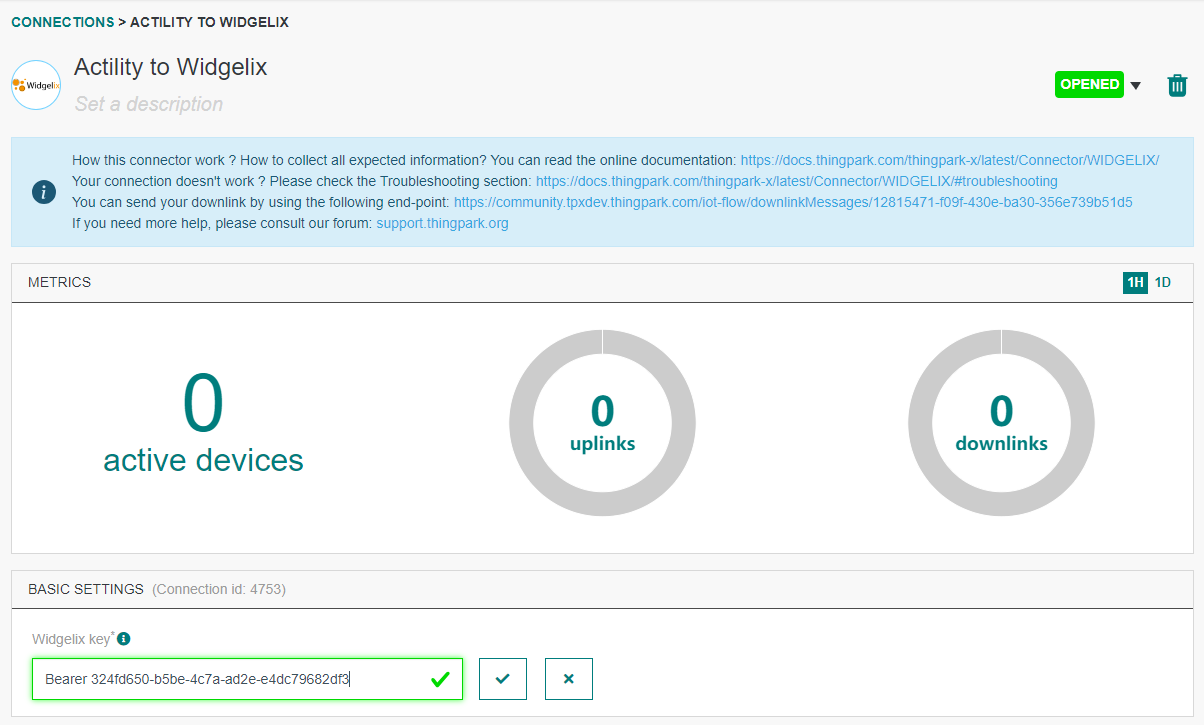 CONNECTIONS > ACTILITY TO WIDGELIX
Widgelix
Actility to Widgelix
Set a description
OPENED
How this connector work ? How to collect all expected information? You can read the online documentation: https://docs.thingpark.com/thingpark-x/latest/Connector/WIDGELIX/
Your connection doesn't work ? Please check the Troubleshooting section: https://docs.thingpark.com/thingpark-x/latest/Connector/WIDGELIX/#troubleshooting
You can send your downlink by using the following end-point: https://community.tpxdev.thingpark.com/iot-flow/downlinkMessages/12815471-f09f-430e-ba30-356e739b51d5
If you need more help, please consult our forum: support.thingpark.org
METRICS
1H 1D
0
active devices
0
uplinks
0
downlinks
BASIC SETTINGS (Connection id: 4753)
Widgelix key*
Bearer 324fd650-b5be-4c7a-ad2e-e4dc79682df3